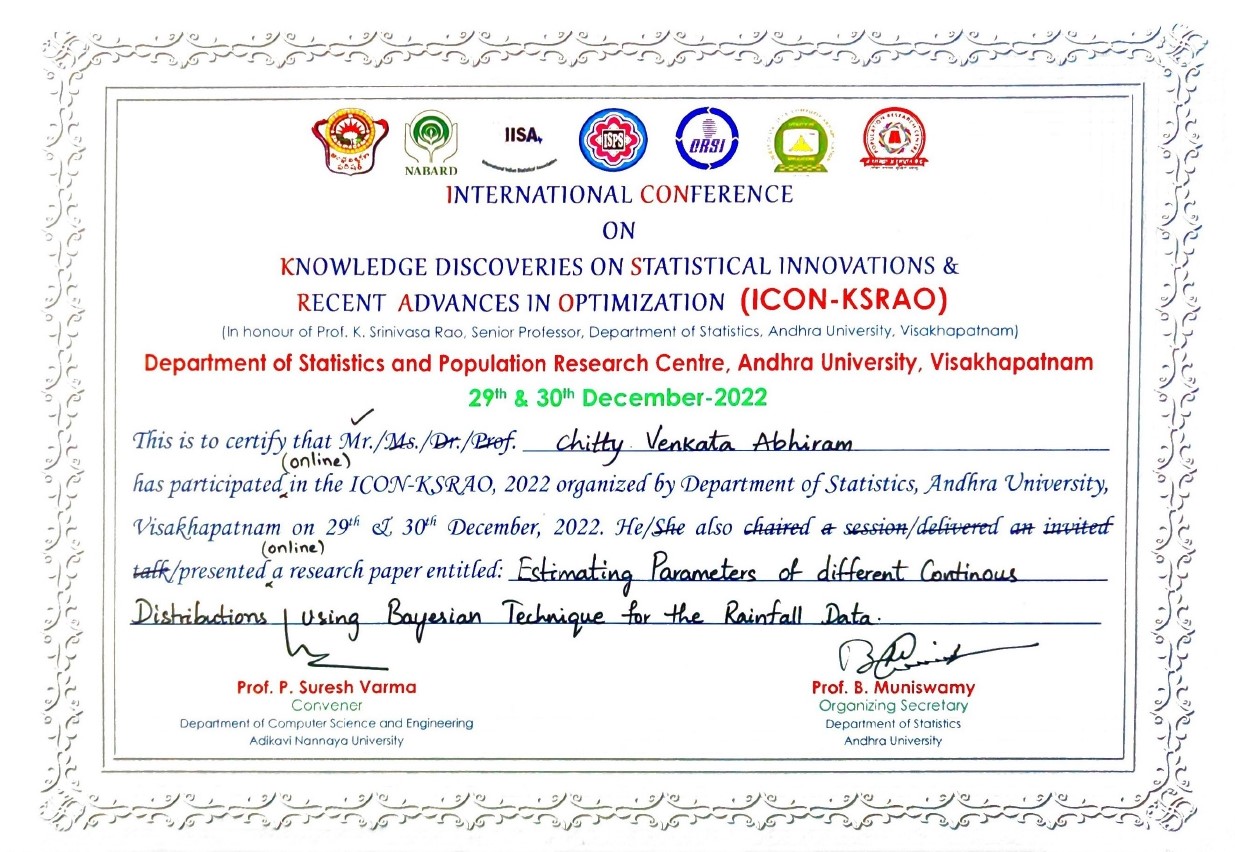 NABARD
IISA
ISPS
ORSI
INTERNATIONAL CONFERENCE
ON
KNOWLEDGE DISCOVERIES ON STATISTICAL INNOVATIONS &
RECENT ADVANCES IN OPTIMIZATION (ICON-KSRAO)
(In honour of Prof. K. Srinivasa Rao, Senior Professor, Department of Statistics, Andhra University, Visakhapatnam)
Department of Statistics and Population Research Centre, Andhra University, Visakhapatnam
29th & 30th December-2022
This is to certify that Mr./Ms./Dr./Prof. Chitty Venkata Abhiram
(online)
has participated in the ICON-KSRAO, 2022 organized by Department of Statistics, Andhra University,
Visakhapatnam on 29th & 30th December, 2022. He/She also chaired a session/delivered an invited
(online)
talk/presented a research paper entitled: Estimating Parameters of different Continous
Distributions using Bayesian Technique for the Rainfall Data.
Prof. P. Suresh Varma
Convener
Department of Computer Science and Engineering
Adikavi Nannaya University
Prof. B. Muniswamy
Organizing Secretary
Department of Statistics
Andhra University